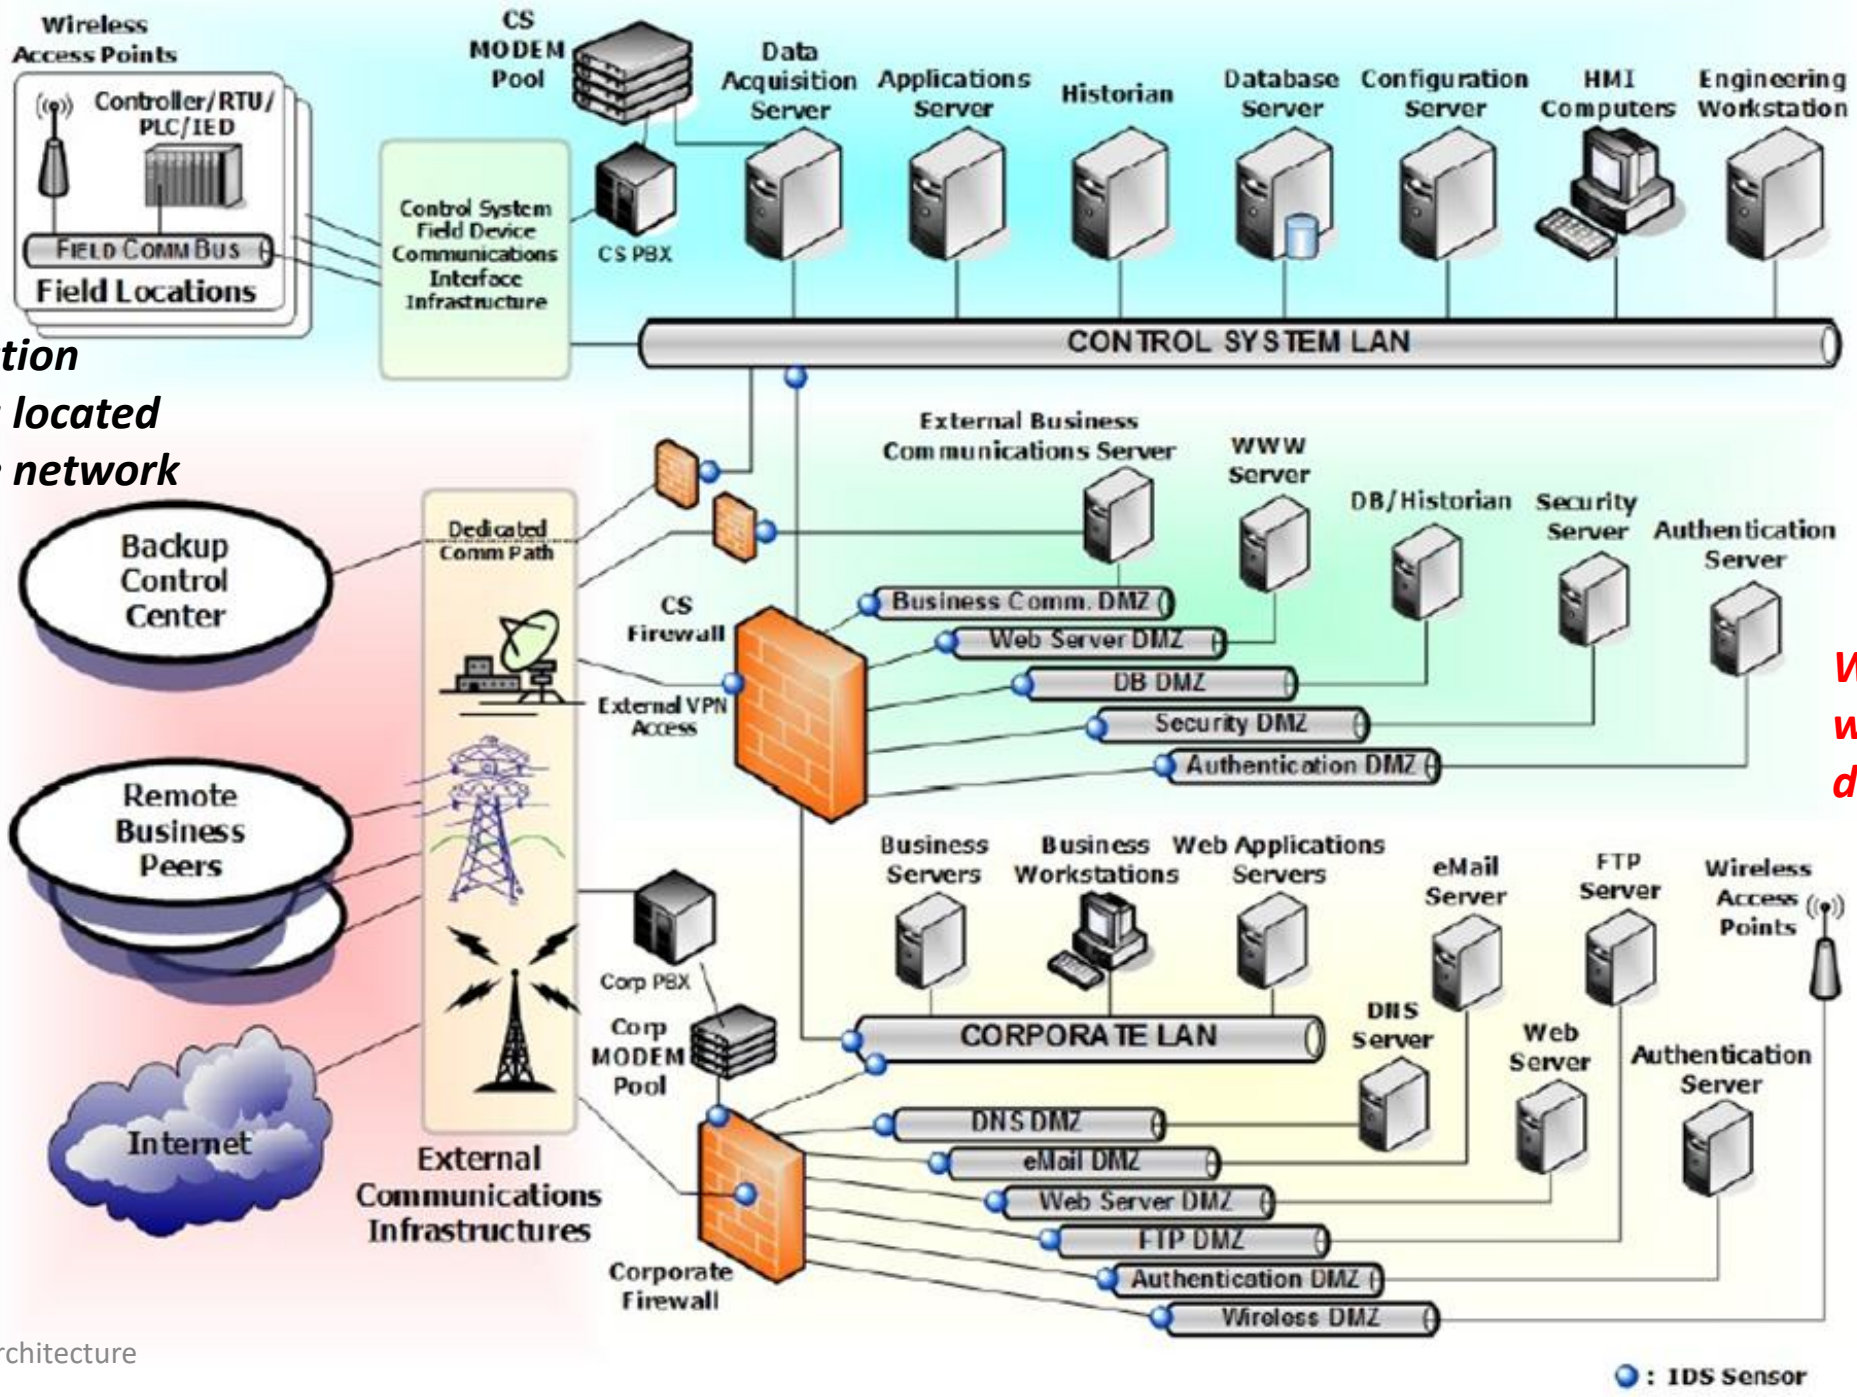 Wireless
Access Points
Controller/RTU/
PLC/IED
FIELD COMM BUS
Field Locations
Control System
Field Device
Communications
Interface
Infrastructure
CS
MODEM
Pool
CS PBX
Data
Acquisition
Server
Applications
Server
Historian
Database
Server
Configuration
Server
HMI
Computers
Engineering
Workstation
CONTROL SYSTEM LAN
tion
located
network
Backup
Control
Center
Dedicated
Comm Path
External Business
Communications Server
WWW
Server
DB/Historian
Security
Server
Authentication
Server
CS
Firewall
Business Comm. DMZ
Web Server DMZ
DB DMZ
Security DMZ
Authentication DMZ
External VPN
Access
W
w
d
Remote
Business
Peers
Business
Servers
Business
Workstations
Web Applications
Servers
eMail
Server
FTP
Server
Wireless
Access
Points
Corp PBX
Corp
MODEM
Pool
CORPORATE LAN
DNS
Server
Web
Server
Authentication
Server
Internet
External
Communications
Infrastructures
Corporate
Firewall
DNS DMZ
eMail DMZ
Web Server DMZ
FTP DMZ
Authentication DMZ
Wireless DMZ
rchitecture
: IDS Sensor